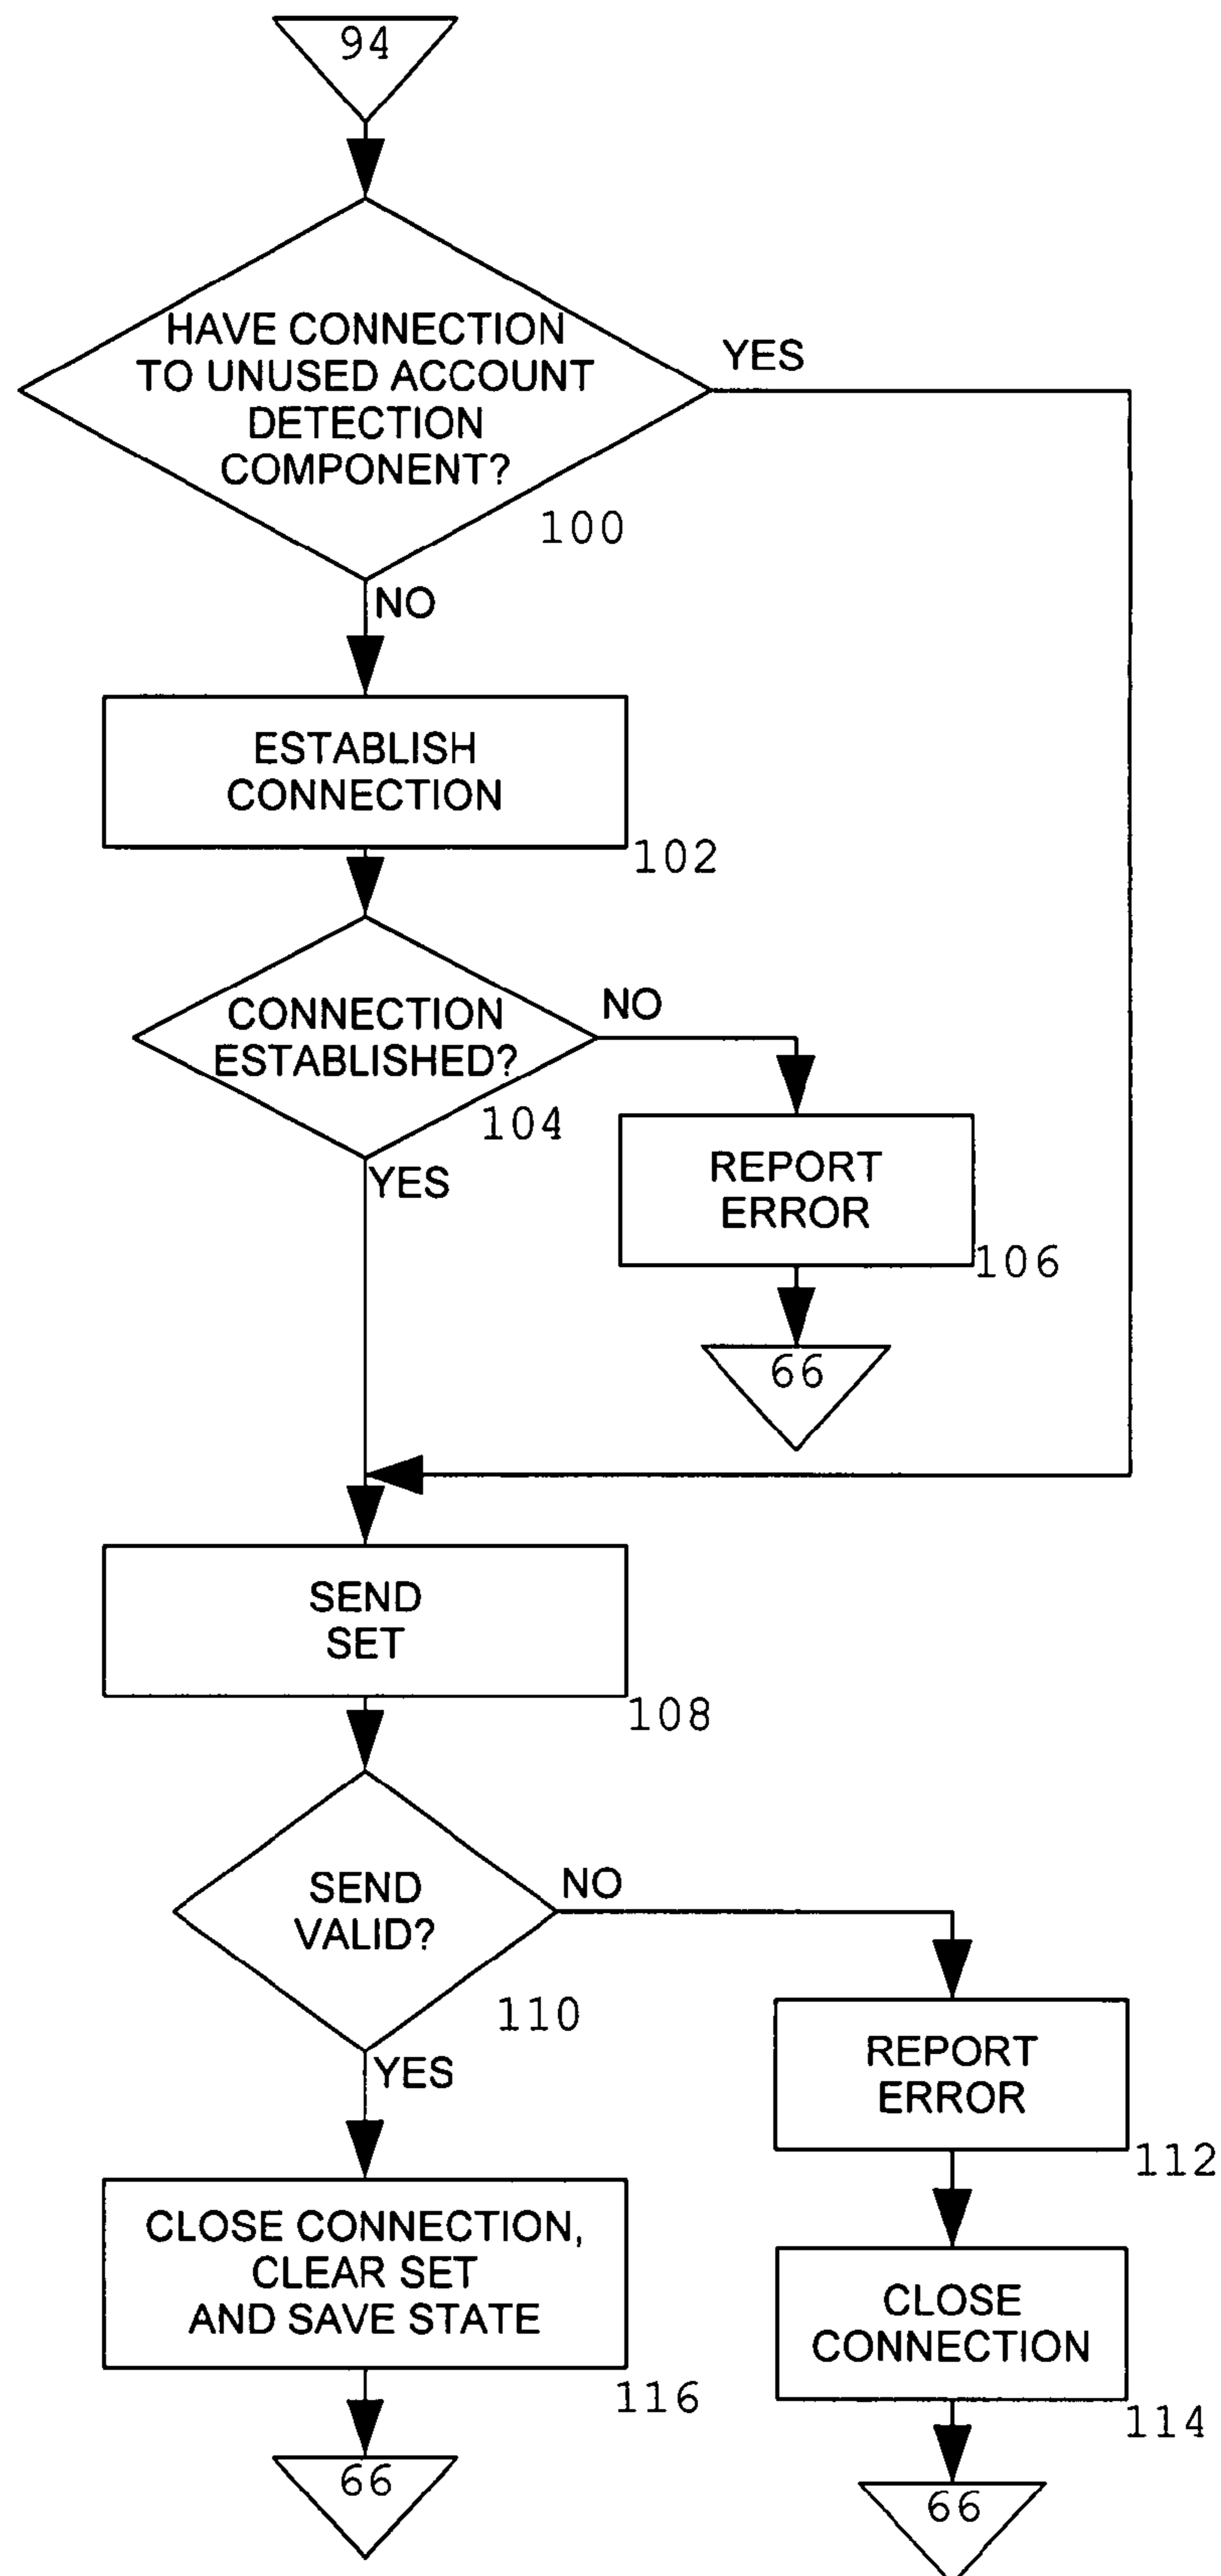 94
HAVE CONNECTION
TO UNUSED ACCOUNT
DETECTION
COMPONENT?
YES
100
NO
ESTABLISH
CONNECTION
102
CONNECTION
ESTABLISHED?
NO
104
YES
REPORT
ERROR
106
66
SEND
SET
108
SEND
VALID?
NO
110
YES
REPORT
ERROR
112
CLOSE CONNECTION,
CLEAR SET
AND SAVE STATE
116
CLOSE
CONNECTION
114
66
66